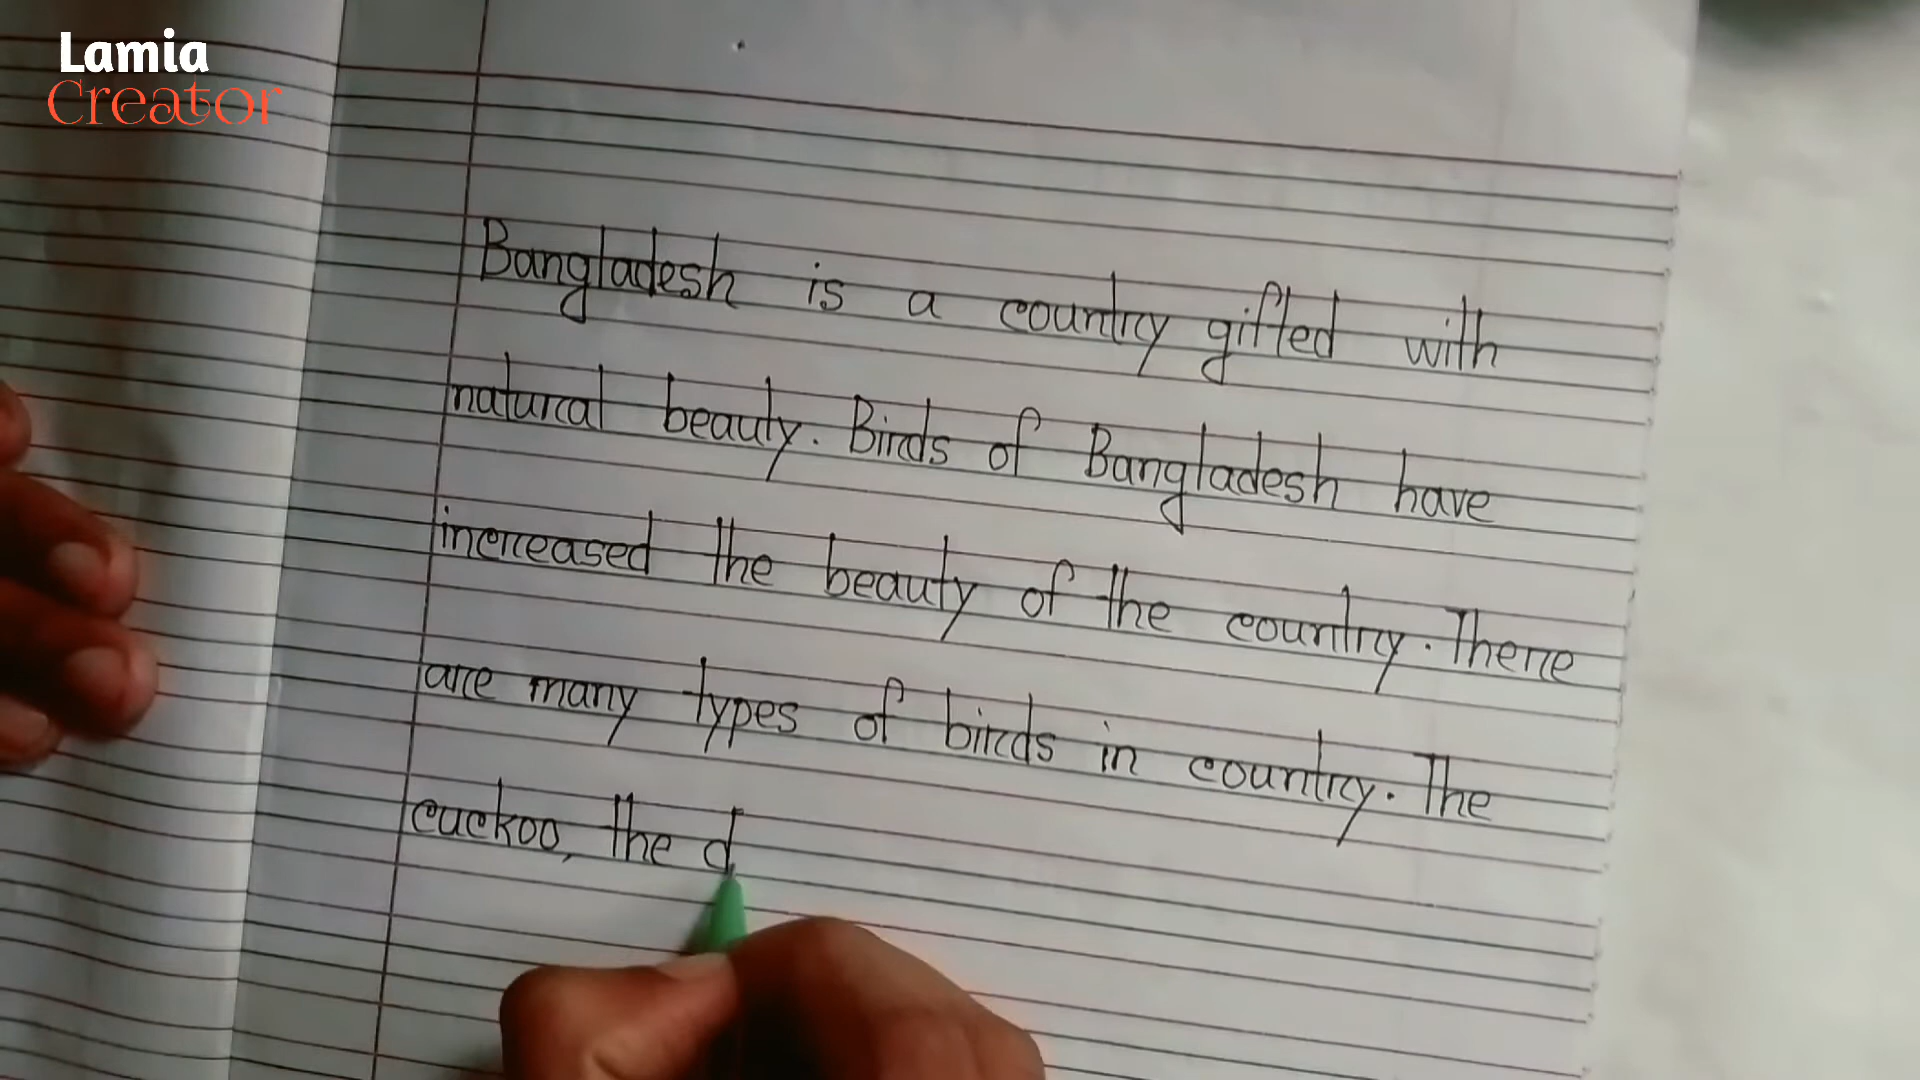 Lamia
Creator
Bangladesh is a country gifted with
natural beauty. Birds of Bangladesh have
increased the beauty of the country. There
are many types of birds in country. The
cuckoo, the d